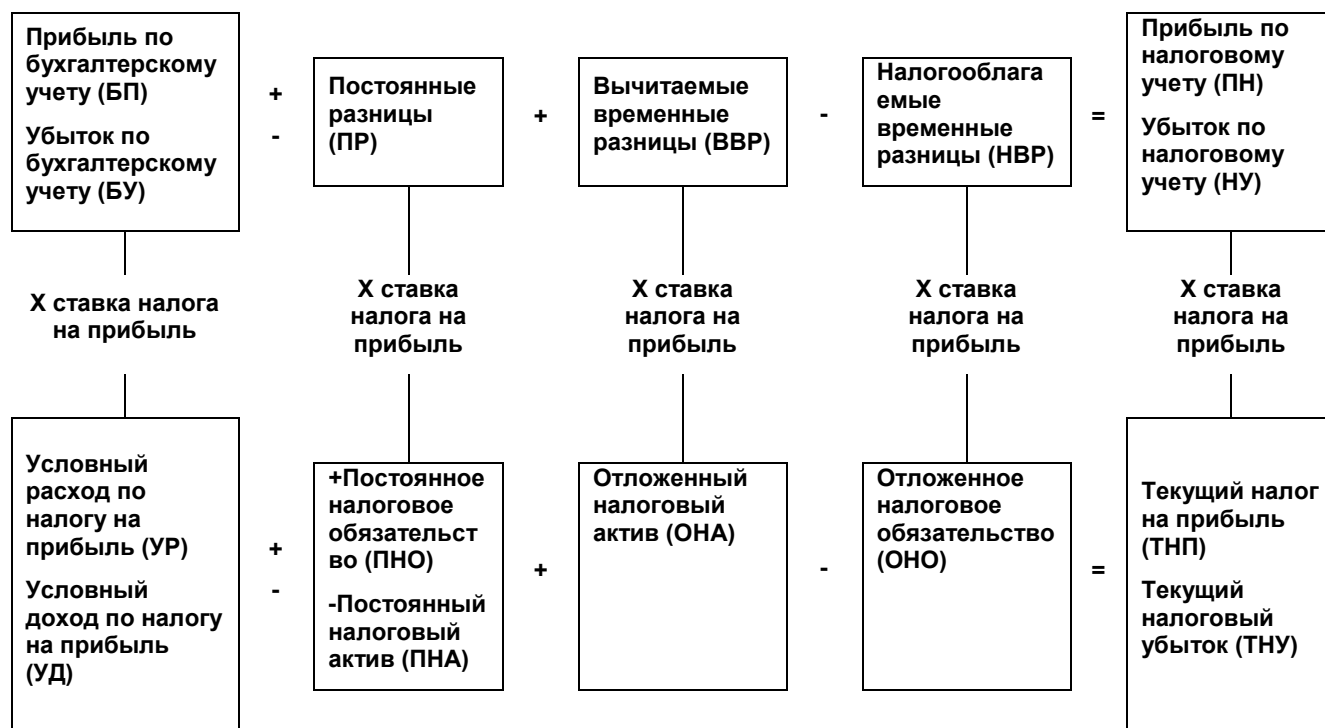 Прибыль по
бухгалтерскому
учету (БП)
Убыток по
бухгалтерскому
учету (БУ)
+
-
Постоянные
разницы
(ПР)
+
Вычитаемые
временные
разницы (ВВР)
-
Налогооблага
емые
временные
разницы (НВР)
=
Прибыль по
налоговому
учету (ПН)
Убыток по
налоговому
учету (НУ)
Х ставка налога
на прибыль
Х ставка
налога на
прибыль
Х ставка
налога на
прибыль
Х ставка
налога на
прибыль
Х ставка
налога на
прибыль
Условный
расход по
налогу на
прибыль (УР)
Условный
доход по налогу
на прибыль
(УД)
+
-
+Постоянное
налоговое
обязательст
во (ПНО)
-Постоянный
налоговый
актив (ПНА)
+
Отложенный
налоговый
актив (ОНА)
-
Отложенное
налоговое
обязательство
(ОНО)
=
Текущий налог
на прибыль
(ТНП)
Текущий
налоговый
убыток (ТНУ)